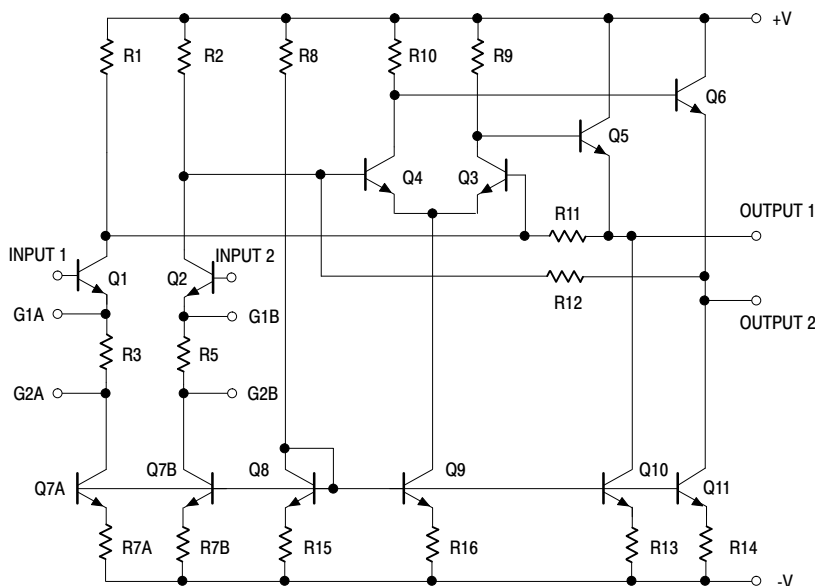 +V
R1 R2 R8 R10 R9
Q6
Q5
Q4 Q3
R11 OUTPUT 1
INPUT 1 Q1 Q2 INPUT 2
R12
G1A G1B OUTPUT 2
R3 R5
G2A G2B
Q7A Q7B Q8 Q9 Q10 Q11
R7A R7B R15 R16 R13 R14
-V